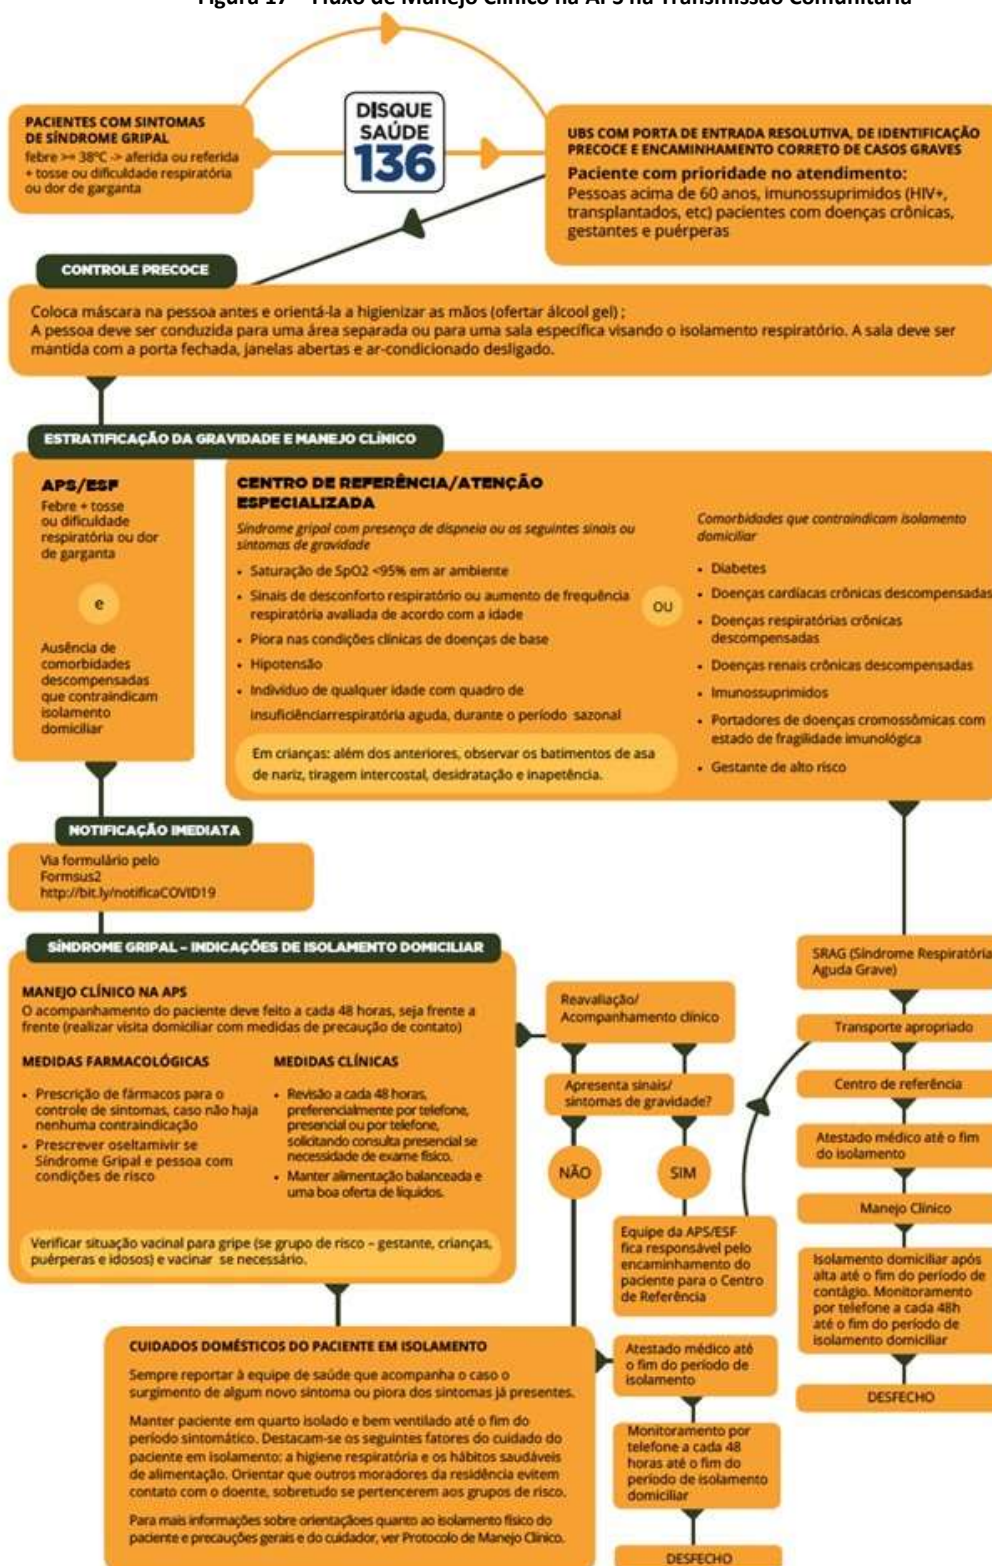 Figura 17 – Fluxo de Manejo Clínico na APS na Transmissão Comunitária
PACIENTES COM SINTOMAS
DE SÍNDROME GRIPAL
febre >= 38ºC -> aferida ou referida
+ tosse ou dificuldade respiratória
ou dor de garganta
DISQUE
SAÚDE
136
UBS COM PORTA DE ENTRADA RESOLUTIVA, DE IDENTIFICAÇÃO
PRECOCE E ENCAMINHAMENTO CORRETO DE CASOS GRAVES
Paciente com prioridade no atendimento:
Pessoas acima de 60 anos, imunossuprimidos (HIV+,
transplantados, etc) pacientes com doenças crônicas,
gestantes e puérperas
CONTROLE PRECOCE
Coloca máscara na pessoa antes e orientá-la a higienizar as mãos (ofertar álcool gel) ;
A pessoa deve ser conduzida para uma área separada ou para uma sala específica visando o isolamento respiratório. A sala deve ser
mantida com a porta fechada, janelas abertas e ar-condicionado desligado.
ESTRATIFICAÇÃO DA GRAVIDADE E MANEJO CLÍNICO
APS/ESF
Febre + tosse
ou dificuldade
respiratória ou dor
de garganta
e
Ausência de
comorbidades
descompensadas
que contraindicam
isolamento
domiciliar
CENTRO DE REFERÊNCIA/ATENÇÃO
ESPECIALIZADA
Síndrome gripal com presença de dispneia ou os seguintes sinais ou
sintomas de gravidade
• Saturação de SpO2 <95% em ar ambiente
• Sinais de desconforto respiratório ou aumento de frequência
respiratória avaliada de acordo com a idade
• Piora nas condições clínicas de doenças de base
• Hipotensão
• Indivíduo de qualquer idade com quadro de
insuficiênciarrespiratória aguda, durante o período sazonal
Em crianças: além dos anteriores, observar os batimentos de asa
de nariz, tiragem intercostal, desidratação e inapetência.
OU
Comorbidades que contraindicam isolamento
domiciliar
• Diabetes
• Doenças cardíacas crônicas descompensadas
• Doenças respiratórias crônicas
descompensadas
• Doenças renais crônicas descompensadas
• Imunossuprimidos
• Portadores de doenças cromossômicas com
estado de fragilidade imunológica
• Gestante de alto risco
NOTIFICAÇÃO IMEDIATA
Via formulário pelo
Formsus2
http://bit.ly/notificaCOVID19
SÍNDROME GRIPAL – INDICAÇÕES DE ISOLAMENTO DOMICILIAR
MANEJO CLÍNICO NA APS
O acompanhamento do paciente deve feito a cada 48 horas, seja frente a
frente (realizar visita domiciliar com medidas de precaução de contato)
MEDIDAS FARMACOLÓGICAS
• Prescrição de fármacos para o
controle de sintomas, caso não haja
nenhuma contraindicação
• Prescrever oseltamivir se
Síndrome Gripal e pessoa com
condições de risco
MEDIDAS CLÍNICAS
• Revisão a cada 48 horas,
preferencialmente por telefone,
presencial ou por telefone,
solicitando consulta presencial se
necessidade de exame físico.
• Manter alimentação balanceada e
uma boa oferta de líquidos.
Verificar situação vacinal para gripe (se grupo de risco – gestante, crianças,
puérperas e idosos) e vacinar se necessário.
Reavaliação/
Acompanhamento clínico
Apresenta sinais/
sintomas de gravidade?
NÃO
SIM
Equipe da APS/ESF
fica responsável pelo
encaminhamento do
paciente para o Centro
de Referência
SRAG (Síndrome Respiratória
Aguda Grave)
Transporte apropriado
Centro de referência
Atestado médico até o fim
do isolamento
Manejo Clínico
Isolamento domiciliar após
alta até o fim do período de
contágio. Monitoramento
por telefone a cada 48h
até o fim do período de
isolamento domiciliar
DESFECHO
CUIDADOS DOMÉSTICOS DO PACIENTE EM ISOLAMENTO
Sempre reportar à equipe de saúde que acompanha o caso o
surgimento de algum novo sintoma ou piora dos sintomas já presentes.
Manter paciente em quarto isolado e bem ventilado até o fim do
período sintomático. Destacam-se os seguintes fatores do cuidado do
paciente em isolamento: a higiene respiratória e os hábitos saudáveis
de alimentação. Orientar que outros moradores da residência evitem
contato com o doente, sobretudo se pertencerem aos grupos de risco.
Para mais informações sobre orientações quanto ao isolamento físico do
paciente e precauções gerais e do cuidador, ver Protocolo de Manejo Clínico.
Atestado médico até
o fim do período de
isolamento
Monitoramento por
telefone a cada 48
horas até o fim do
período de isolamento
domiciliar
DESFECHO